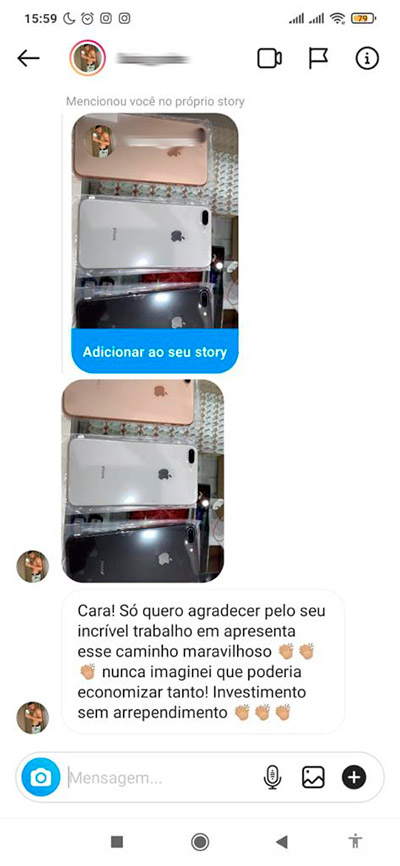 15:59
79
Mencionou você no próprio story
Adicionar ao seu story
Cara! Só quero agradecer pelo seu
incrível trabalho em apresenta
esse caminho maravilhoso 👏🏼 👏🏼
👏🏼 nunca imaginei que poderia
economizar tanto! Investimento
sem arrependimento 👏🏼 👏🏼 👏🏼
Mensagem...